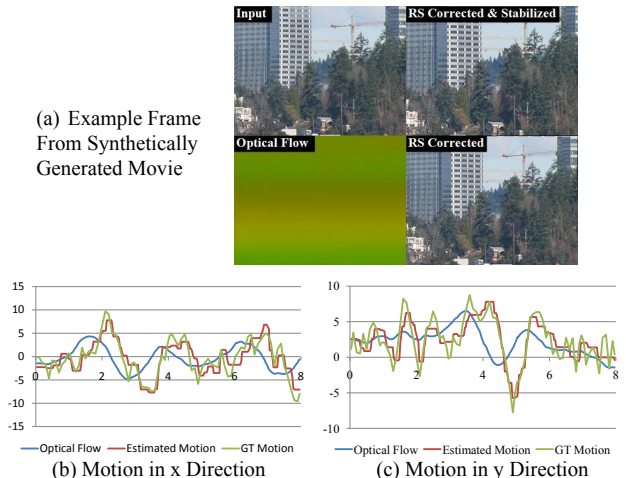 Input
RS Corrected & Stabilized
(a) Example Frame
From Synthetically
Generated Movie
Optical Flow
RS Corrected
15
10
5
0
-5
-10
-15
0
2
4
6
8
Optical Flow
Estimated Motion
GT Motion
(b) Motion in x Direction
10
5
0
-5
-10
0
2
4
6
8
Optical Flow
Estimated Motion
GT Motion
(c) Motion in y Direction